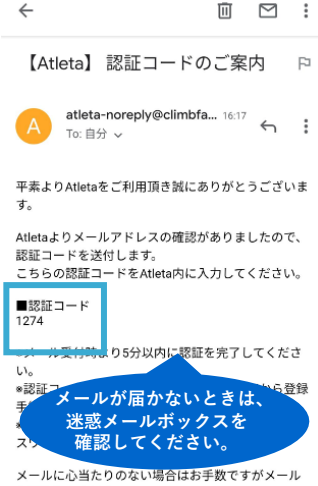 【Atleta】 認証コードのご案内
A
atleta-noreply@climbfa... 16:17
To: 自分
平素よりAtletaをご利用頂き誠にありがとうございま
す。
Atletaよりメールアドレスの確認がありましたので、
認証コードを送付します。
こちらの認証コードをAtleta内に入力してください。
■認証コード
1274
メール受付時より5分以内に認証を完了してくださ
い。
※認証コ
から登録
手
メールが届かないときは、
迷惑メールボックスを
確認してください。
ス
メールに心当たりのない場合はお手数ですがメール